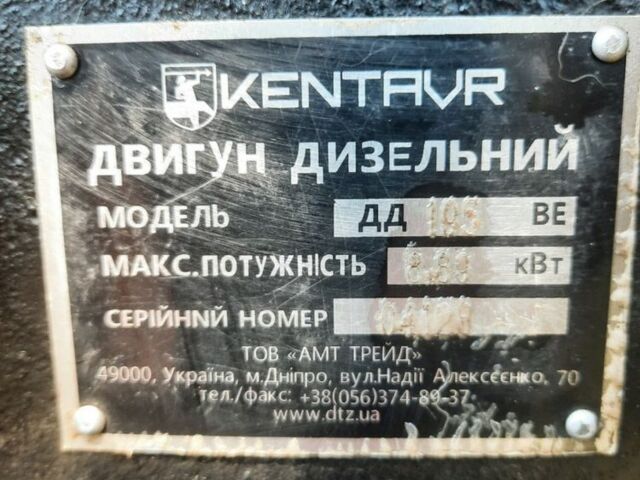 KENTAVR
ДВИГУН ДИЗЕЛЬНИЙ
МОДЕЛЬ ДД 195 ВЕ
МАКС.ПОТУЖНІСТЬ кВт
СЕРІЙНИЙ НОМЕР
ТОВ «АМТ ТРЕЙД»
49000, Україна, м.Дніпро, вул.Надії Алексєєнко, 70
тел./факс: +38(056)374-89-37
www.dtz.ua